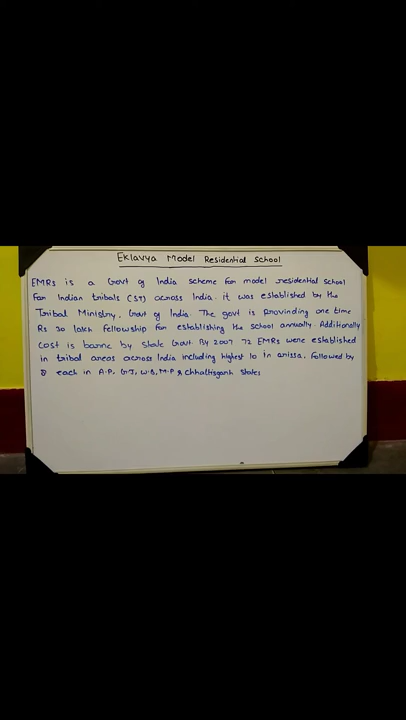 Eklavya Model Residential School
EMRs is a Govt of India scheme for model residential school
for Indian tribals (ST) across India. it was established by the
Tribal Ministry, Govt of India. The govt is provinding one time
Rs 30 lakh fellowship for establishing the school annually. Additionally
cost is banne by State Govt. By 2007 72 EMRs were established
in tribal areas across India including highest 10 in orissa, followed by
8 each in A.P, GJ, W.B, M.P & Chhattisgarh States